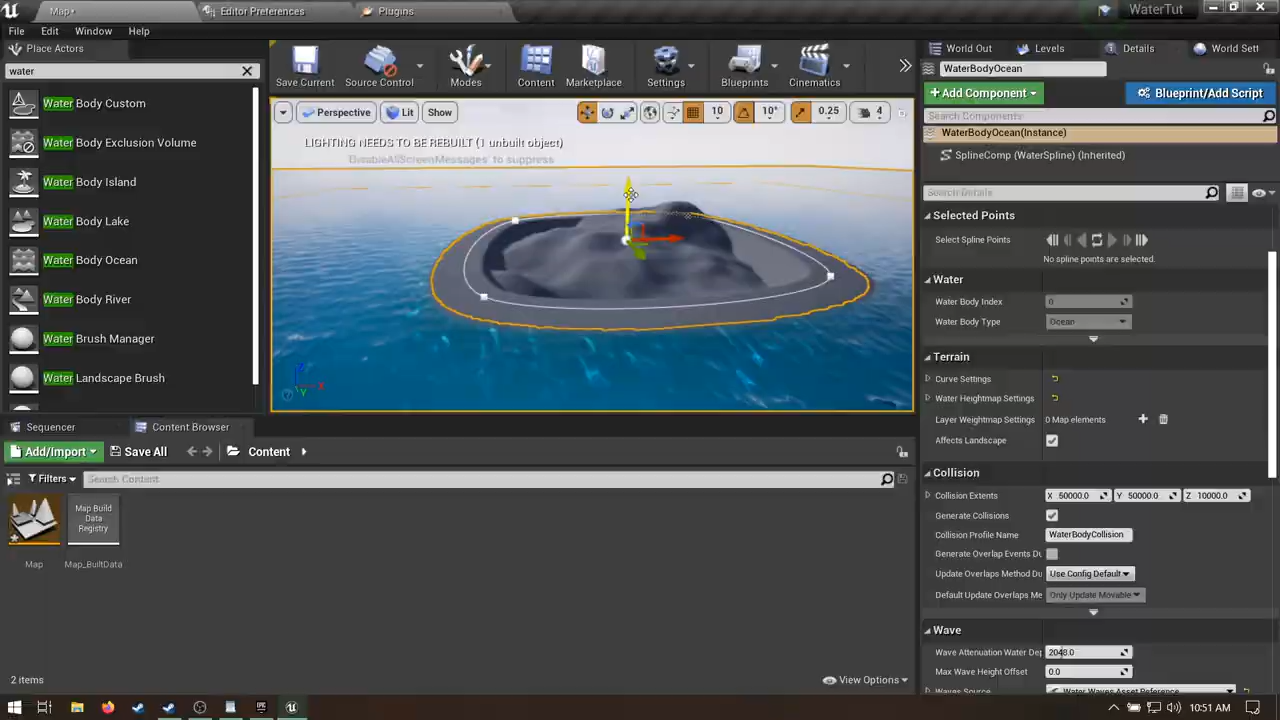 Map*
Editor Preferences
Plugins
WaterTut
File Edit Window Help
Place Actors
water
Water Body Custom
Water Body Exclusion Volume
Water Body Island
Water Body Lake
Water Body Ocean
Water Body River
Water Brush Manager
Water Landscape Brush
Save Current
Source Control
Modes
Content
Marketplace
Settings
Blueprints
Cinematics
Perspective
Lit
Show
10
10°
0.25
4
LIGHTING NEEDS TO BE REBUILT (1 unbuilt object)
'DisableAllScreenMessages' to suppress
Z
X
Y
World Out
Levels
Details
World Sett
WaterBodyOcean
+ Add Component
Blueprint/Add Script
Search Components
WaterBodyOcean(Instance)
SplineComp (WaterSpline) (Inherited)
Search Details
Selected Points
Select Spline Points
No spline points are selected.
Water
Water Body Index 0
Water Body Type Ocean
Terrain
Curve Settings
Water Heightmap Settings
Layer Weightmap Settings 0 Map elements
Affects Landscape
Collision
Collision Extents X 50000.0 Y 50000.0 Z 10000.0
Generate Collisions
Collision Profile Name WaterBodyCollision
Generate Overlap Events Du
Update Overlaps Method Du Use Config Default
Default Update Overlaps Me Only Update Movable
Wave
Wave Attenuation Water Dep 2048.0
Max Wave Height Offset 0.0
Waves Source Water Waves Asset Reference
Sequencer
Content Browser
Add/Import
Save All
Content
Filters
Search Content
Map
Map Build
Data
Registry
Map_BuiltData
2 items
View Options
10:51 AM